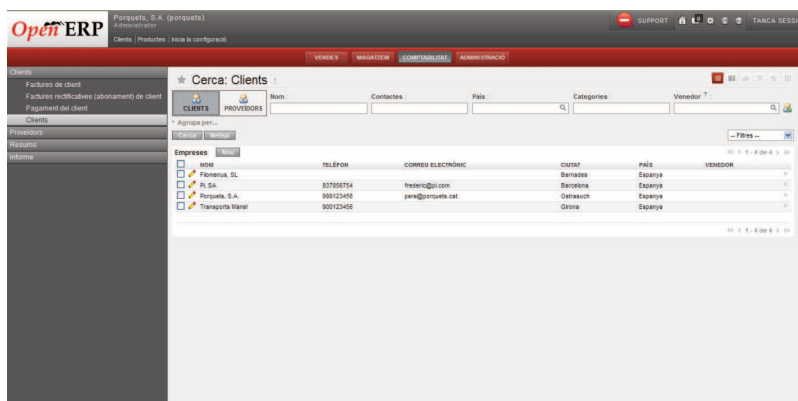 Open ERP
Porquets, S.A. (porquets)
Administrator
Clients Productes Inicia la configuració
SUPPORT
TANCA SESSI
VENDES MAGATZEM COMPTABILITAT ADMINISTRACIÓ
Clients
Factures de client
Factures rectificatives (abonament) de client
Pagament del client
Clients
Proveïdors
Resums
Informe
Cerca: Clients
CLIENTS PROVEÏDORS
Nom : Contactes : País : Categories : Venedor ? :
Agrupa per...
Cerca Neteja
-- Filtres --
Empreses Nou
1 - 4 de 4
NOM TELÈFON CORREU ELECTRÒNIC CIUTAT PAÍS VENEDOR
Filomenus, SL Barnades Espanya
Pi, SA 937856754 frederic@pi.com Barcelona Espanya
Porquets, S.A. 999123456 pere@porquets.cat Ostrasuch Espanya
Transports Manel 900123456 Girona Espanya
1 - 4 de 4